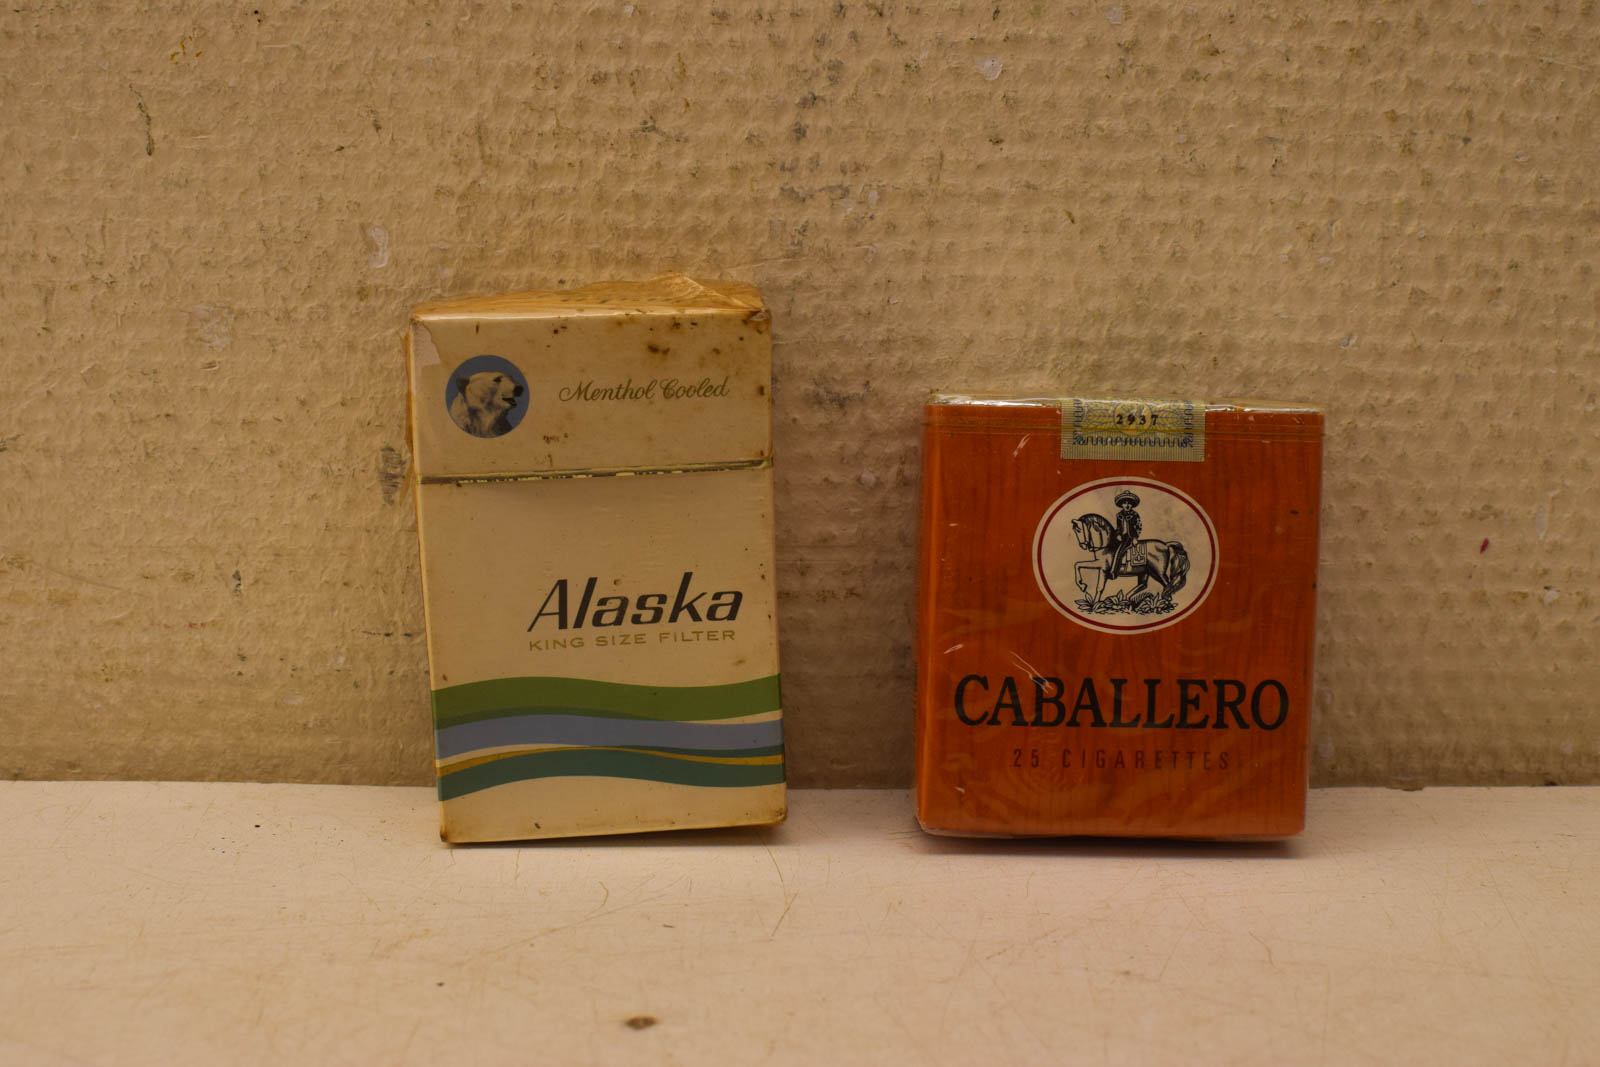 Menthol Cooled
Alaska
KING SIZE FILTER
2937
CABALLERO
25 CIGARETTES